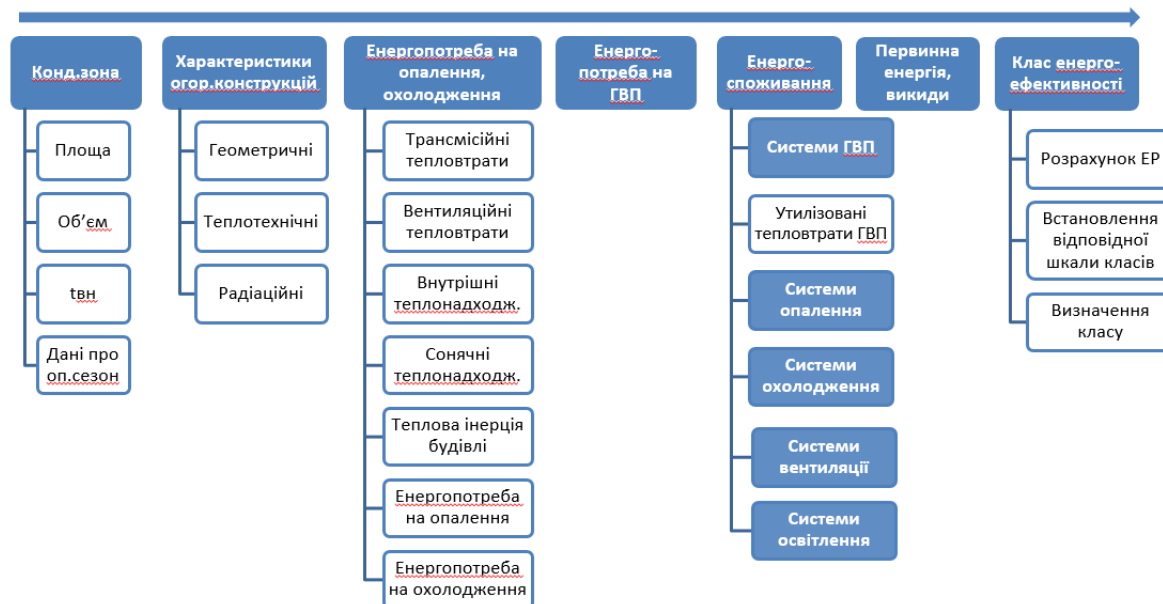 Конд.зона
Площа
Об’єм
tвн
Дані про
оп.сезон
Характеристики
огор.конструкцій
Геометричні
Теплотехнічні
Радіаційні
Енергопотреба на
опалення,
охолодження
Трансмісійні
тепловтрати
Вентиляційні
тепловтрати
Внутрішні
теплонадходж.
Сонячні
теплонадходж.
Теплова інерція
будівлі
Енергопотреба
на опалення
Енергопотреба
на охолодження
Енерго-
потреба на
ГВП
Енерго-
споживання
Системи ГВП
Утилізовані
тепловтрати ГВП
Системи
опалення
Системи
охолодження
Системи
вентиляції
Системи
освітлення
Первинна
енергія,
викиди
Клас енерго-
ефективності
Розрахунок ЕР
Встановлення
відповідної
шкали класів
Визначення
класу